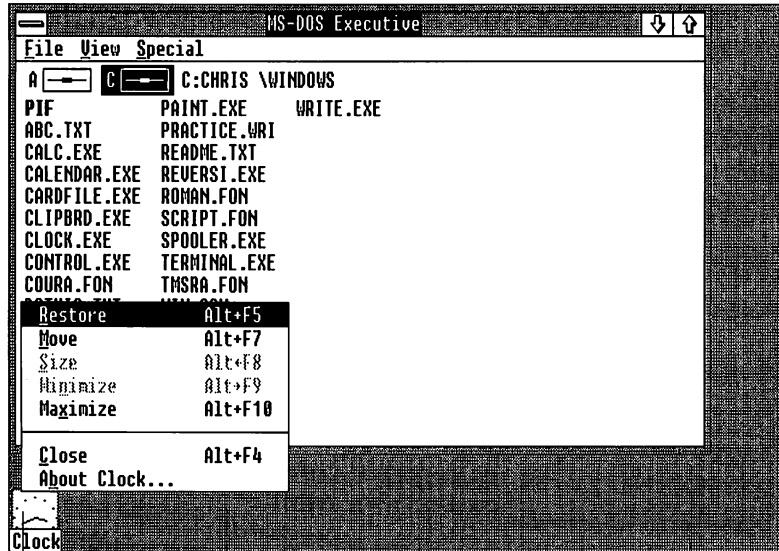 MS-DOS Executive
File View Special
A C C:CHRIS \WINDOWS
PIF PAINT.EXE WRITE.EXE
ABC.TXT PRACTICE.WRI
CALC.EXE README.TXT
CALENDAR.EXE REVERSI.EXE
CARDFILE.EXE ROMAN.FON
CLIPBRD.EXE SCRIPT.FON
CLOCK.EXE SPOOLER.EXE
CONTROL.EXE TERMINAL.EXE
COURA.FON TMSRA.FON
Restore Alt+F5
Move Alt+F7
Size Alt+F8
Minimize Alt+F9
Maximize Alt+F10
Close Alt+F4
About Clock...
Clock